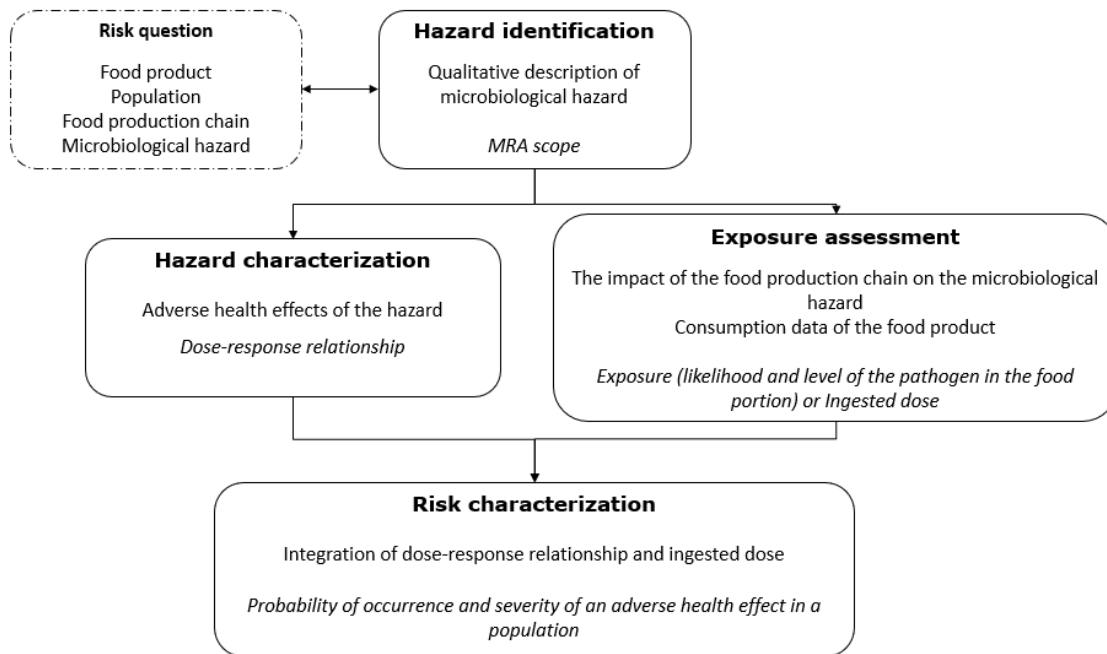 Risk question
Food product
Population
Food production chain
Microbiological hazard
Hazard identification
Qualitative description of
microbiological hazard
MRA scope
Hazard characterization
Adverse health effects of the hazard
Dose-response relationship
Exposure assessment
The impact of the food production chain on the microbiological
hazard
Consumption data of the food product
Exposure (likelihood and level of the pathogen in the food
portion) or Ingested dose
Risk characterization
Integration of dose-response relationship and ingested dose
Probability of occurrence and severity of an adverse health effect in a
population